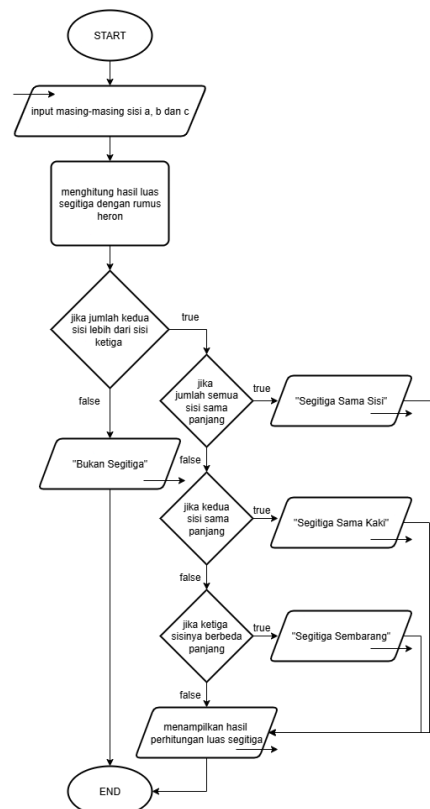 START
input masing-masing sisi a, b dan c
menghitung hasil luas
segitiga dengan rumus
heron
jika jumlah kedua
sisi lebih dari sisi
ketiga
true
false
jika
jumlah semua
sisi sama
panjang
true
"Segitiga Sama Sisi"
"Bukan Segitiga"
false
jika kedua
sisi sama
panjang
true
"Segitiga Sama Kaki"
false
jika ketiga
sisinya berbeda
panjang
true
"Segitiga Sembarang"
false
menampilkan hasil
perhitungan luas segitiga
END